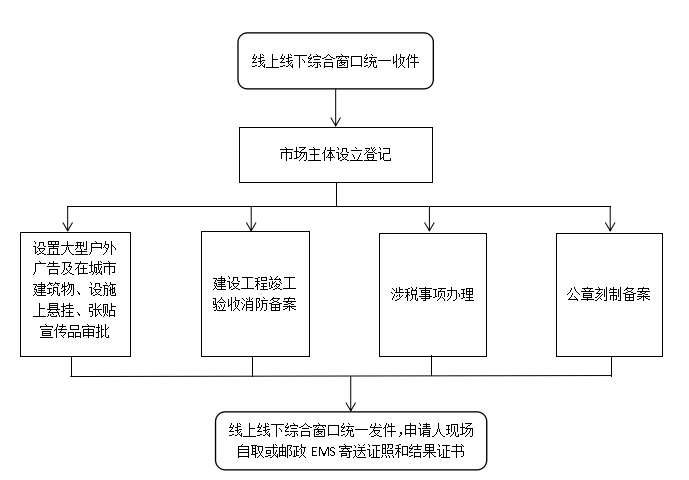 线上线下综合窗口统一收件
市场主体设立登记
设置大型户外
广告及在城市
建筑物、设施
上悬挂、张贴
宣传品审批
建设工程竣工
验收消防备案
涉税事项办理
公章刻制备案
线上线下综合窗口统一发件,申请人现场
自取或邮政 EMS 寄送证照和结果证书